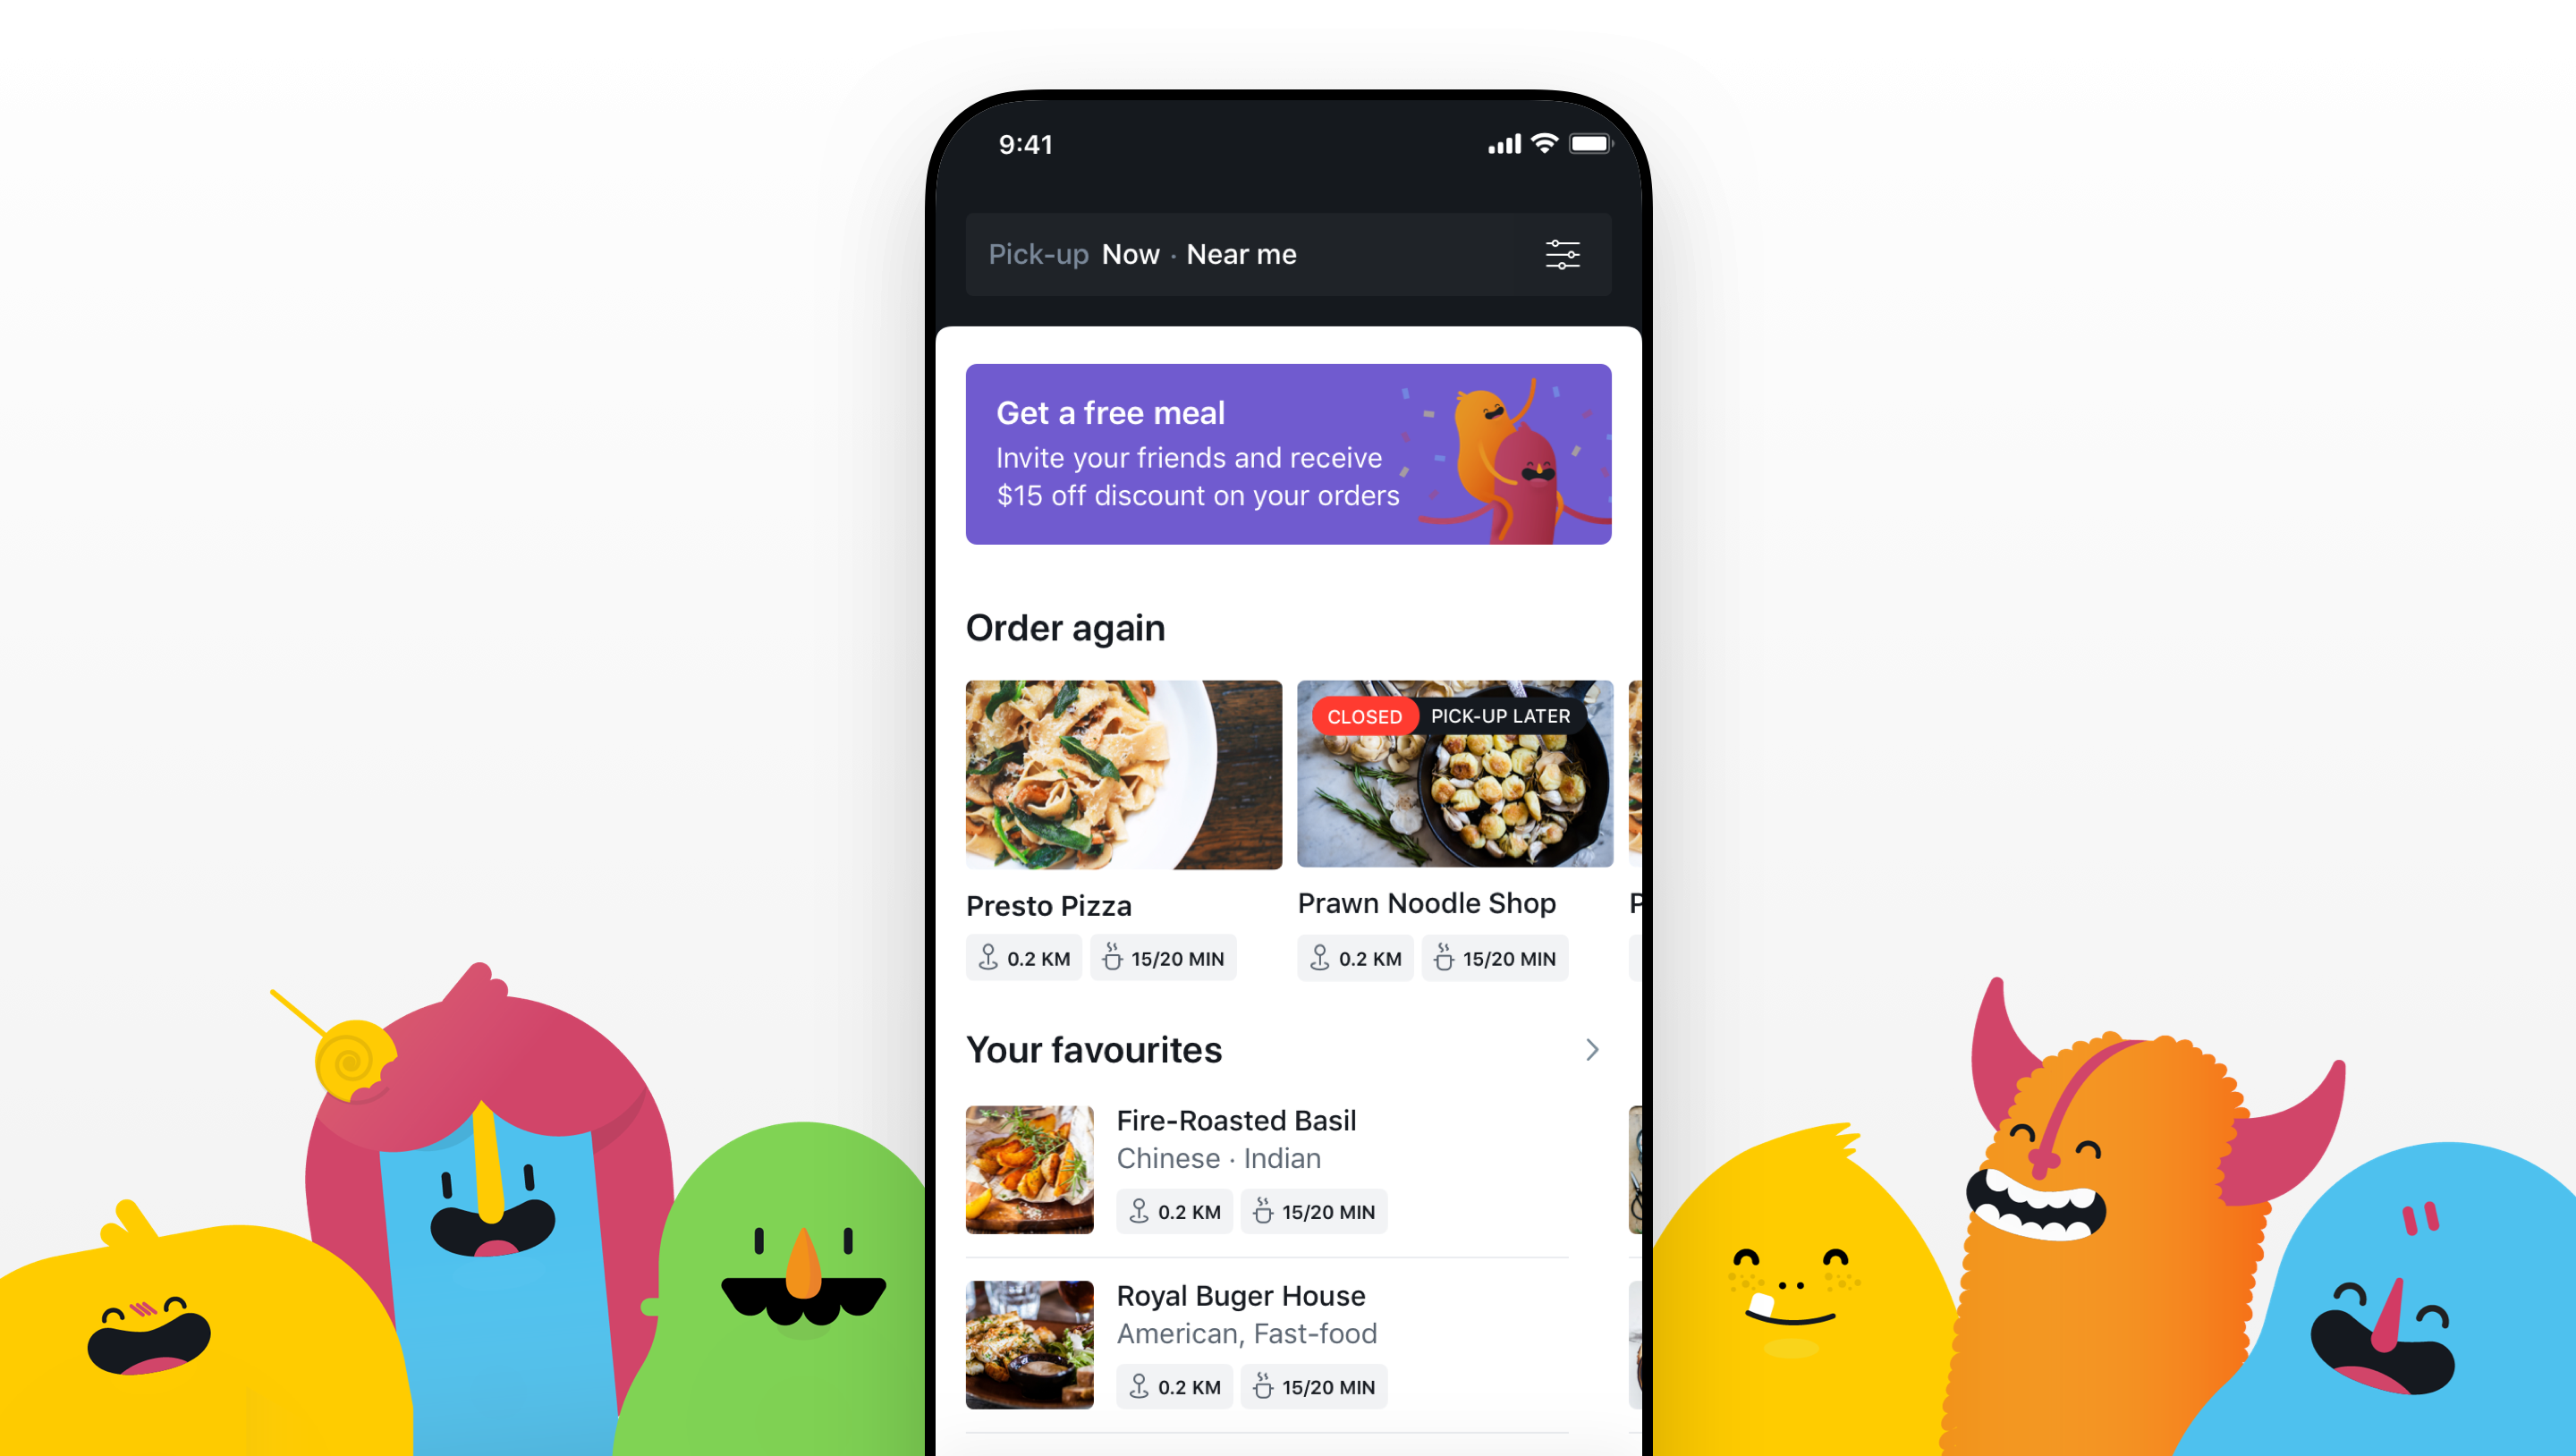 9:41
Pick-up Now · Near me
Get a free meal
Invite your friends and receive
$15 off discount on your orders
Order again
CLOSED PICK-UP LATER
Presto Pizza
Prawn Noodle Shop
P
0.2 KM 15/20 MIN
0.2 KM 15/20 MIN
Your favourites
Fire-Roasted Basil
Chinese · Indian
0.2 KM 15/20 MIN
Royal Buger House
American, Fast-food
0.2 KM 15/20 MIN